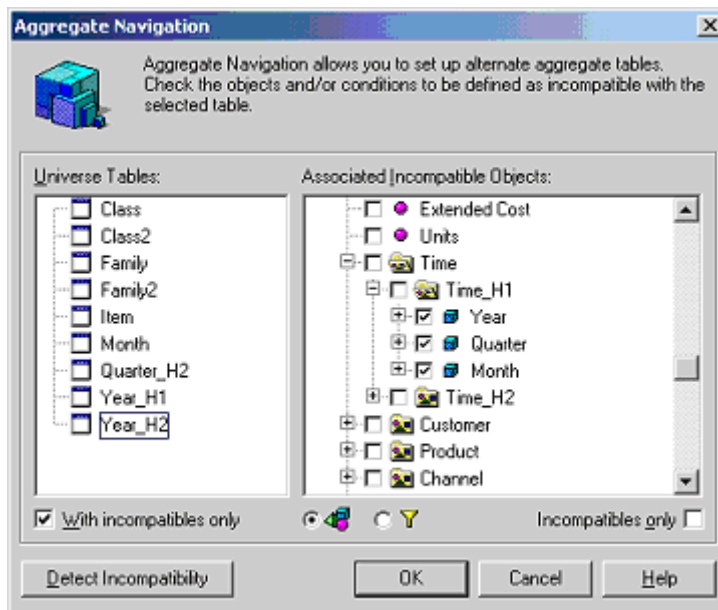 Aggregate Navigation
Aggregate Navigation allows you to set up alternate aggregate tables.
Check the objects and/or conditions to be defined as incompatible with the
selected table.
Universe Tables:
Class
Class2
Family
Family2
Item
Month
Quarter_H2
Year_H1
Year_H2
With incompatibles only
Associated Incompatible Objects:
Extended Cost
Units
Time
Time_H1
Year
Quarter
Month
Time_H2
Customer
Product
Channel
Incompatibles only
Detect Incompatibility
OK
Cancel
Help